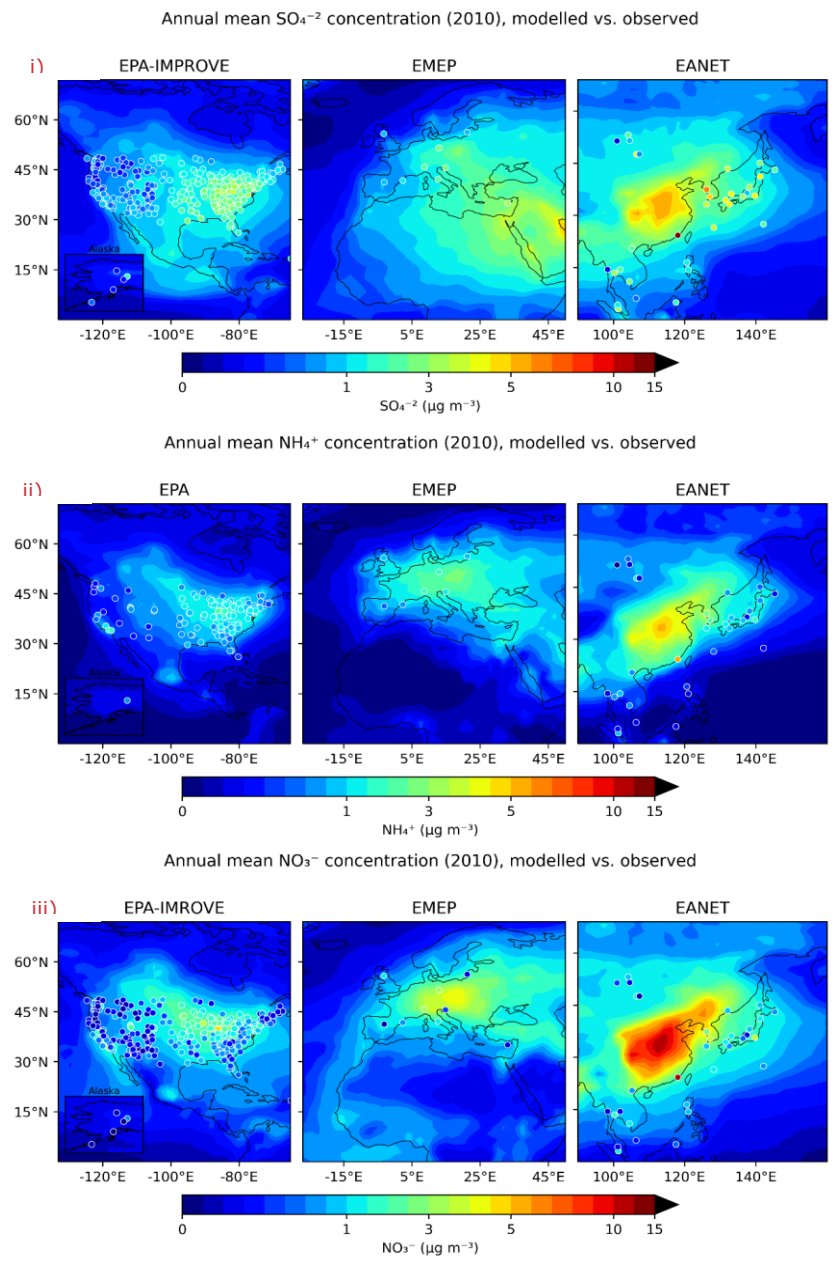 Annual mean SO₄⁻² concentration (2010), modelled vs. observed
i)
EPA-IMPROVE EMEP EANET
60°N
45°N
30°N
15°N
Alaska
-120°E -100°E -80°E -15°E 5°E 25°E 45°E 100°E 120°E 140°E
0 1 3 5 10 15
SO₄⁻² (μg m⁻³)
Annual mean NH₄⁺ concentration (2010), modelled vs. observed
ii)
EPA EMEP EANET
60°N
45°N
30°N
15°N
Alaska
-120°E -100°E -80°E -15°E 5°E 25°E 45°E 100°E 120°E 140°E
0 1 3 5 10 15
NH₄⁺ (μg m⁻³)
Annual mean NO₃⁻ concentration (2010), modelled vs. observed
iii)
EPA-IMROVE EMEP EANET
60°N
45°N
30°N
15°N
Alaska
-120°E -100°E -80°E -15°E 5°E 25°E 45°E 100°E 120°E 140°E
0 1 3 5 10 15
NO₃⁻ (μg m⁻³)